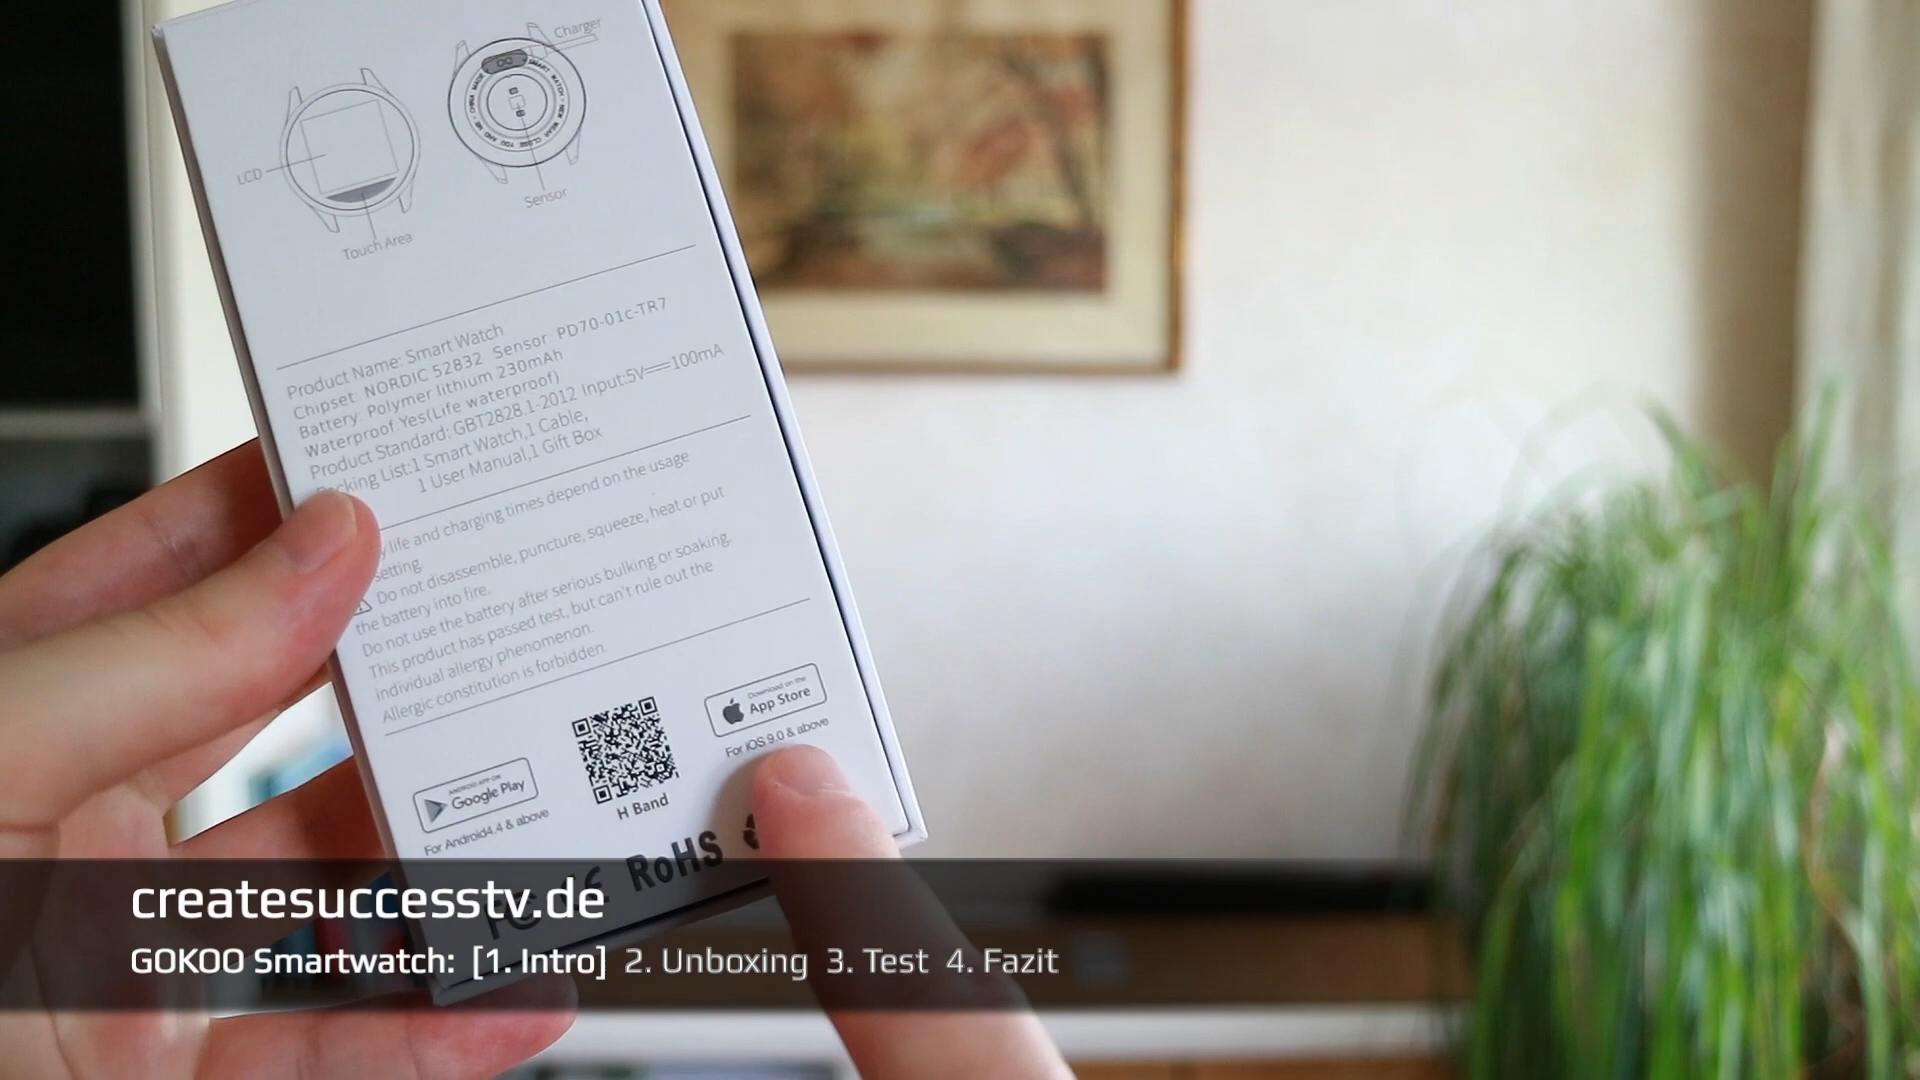 Charger
LCD
Sensor
Touch Area
Product Name: Smart Watch
Chipset: NORDIC 52832 Sensor: PD70-01c-TR7
Battery: Polymer lithium 230mAh
Waterproof:Yes(Life waterproof)
Product Standard: GBT2828.1-2012 Input:5V⎓100mA
Packing List:1 Smart Watch,1 Cable,
1 User Manual,1 Gift Box
life and charging times depend on the usage
setting.
Do not disassemble, puncture, squeeze, heat or put
the battery into fire.
Do not use the battery after serious bulking or soaking.
This product has passed test, but can't rule out the
individual allergy phenomenon.
Allergic constitution is forbidden.
Download on the
App Store
For iOS 9.0 & above
ANDROID APP ON
Google Play
For Android4.4 & above
H Band
FC CE RoHS
createsuccesstv.de
GOKOO Smartwatch: [1. Intro] 2. Unboxing 3. Test 4. Fazit